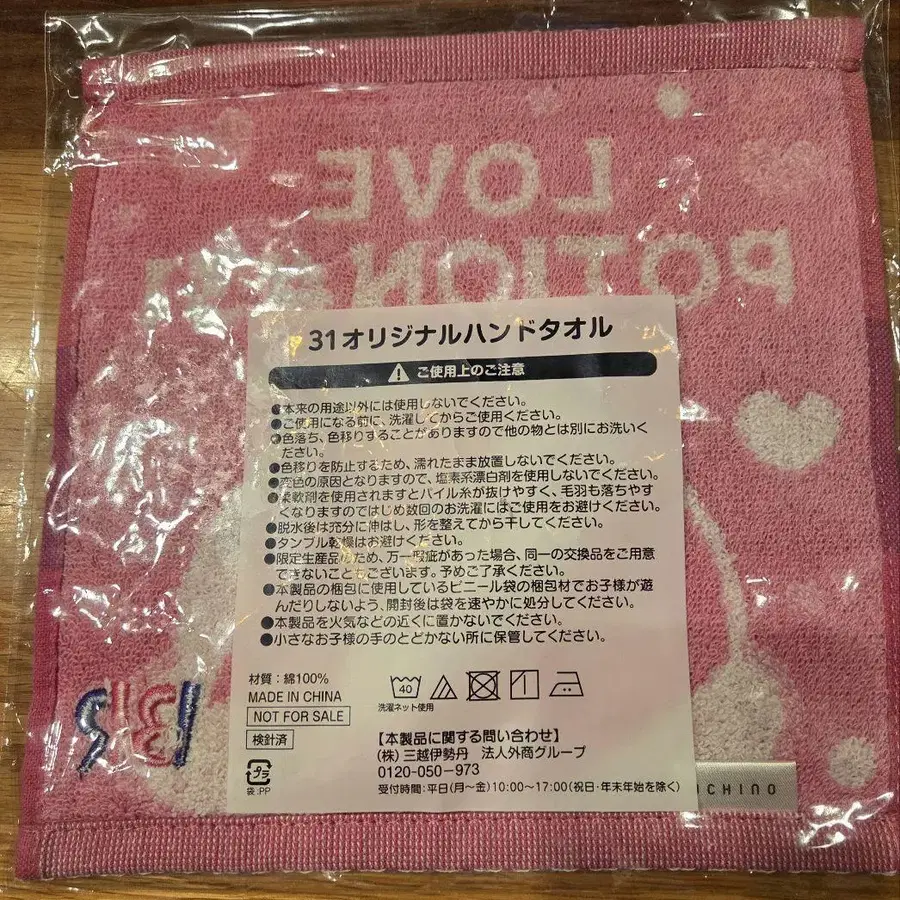 LOVE
POTION
31オリジナルハンドタオル
ご使用上のご注意
●本来の用途以外には使用しないでください。
●ご使用になる前に、洗濯してからご使用ください。
●色落ち、色移りすることがありますので他の物とは別にお洗いく
ださい。
●色移りを防止するため、濡れたまま放置しないでください。
●変色の原因となりますので、塩素系漂白剤を使用しないでください。
●柔軟剤を使用されますとパイル糸が抜けやすく、毛羽も落ちやす
くなりますのではじめ数回のお洗濯にはご使用をお避けください。
●脱水後は充分に伸ばし、形を整えてから干してください。
●タンブル乾燥はお避けください。
●限定生産品のため、万一瑕疵があった場合、同一の交換品をご用意
できないこともございます。予めご了承ください。
●本製品の梱包に使用しているビニール袋の梱包材でお子様が遊
んだりしないよう、開封後は袋を速やかに処分してください。
●本製品を火気などの近くに置かないでください。
●小さなお子様の手のとどかない所に保管してください。
材質：綿100%
MADE IN CHINA
NOT FOR SALE
検針済
プラ
袋:PP
40
洗濯ネット使用
【本製品に関する問い合わせ】
(株)三越伊勢丹 法人外商グループ
0120-050-973
受付時間:平日(月〜金)10:00〜17:00(祝日・年末年始を除く)
OCHINO